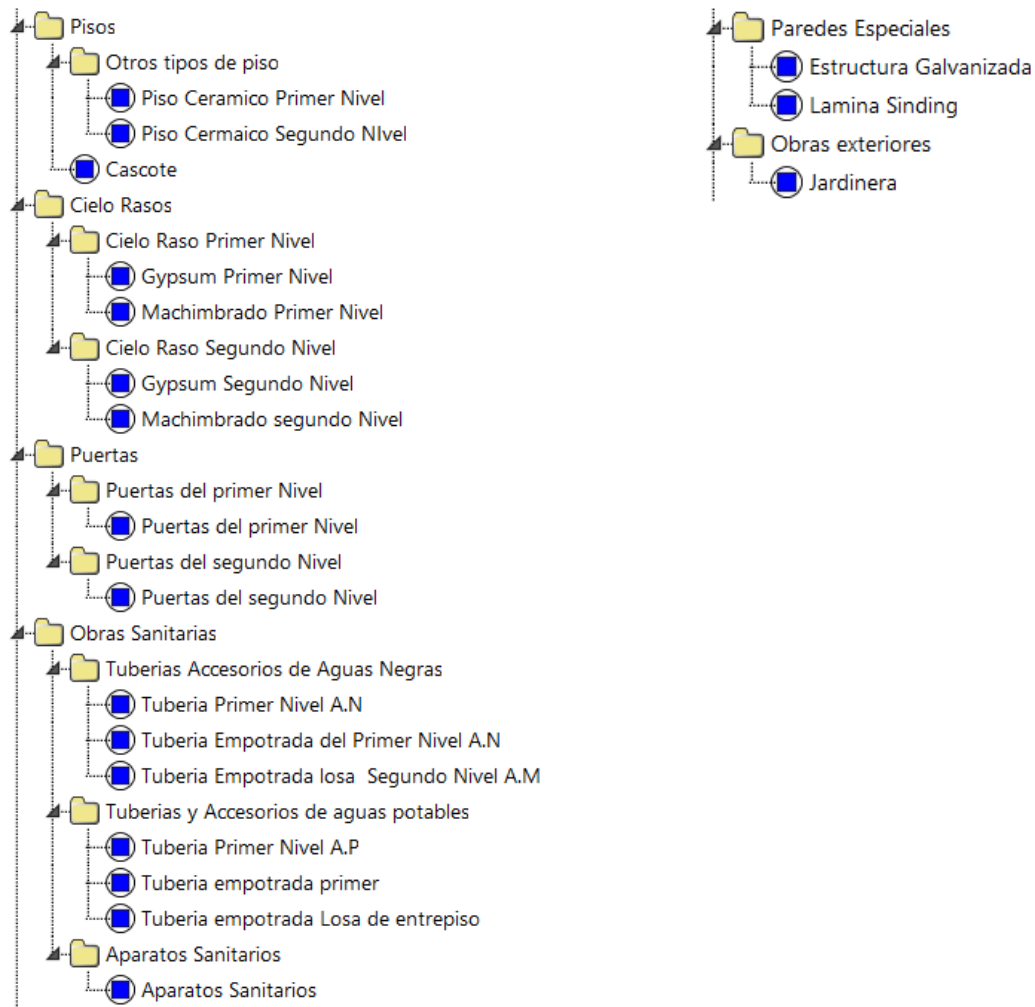 Pisos
Otros tipos de piso
Piso Ceramico Primer Nivel
Piso Cermaico Segundo NIvel
Cascote
Cielo Rasos
Cielo Raso Primer Nivel
Gypsum Primer Nivel
Machimbrado Primer Nivel
Cielo Raso Segundo Nivel
Gypsum Segundo Nivel
Machimbrado segundo Nivel
Puertas
Puertas del primer Nivel
Puertas del primer Nivel
Puertas del segundo Nivel
Puertas del segundo Nivel
Obras Sanitarias
Tuberias Accesorios de Aguas Negras
Tuberia Primer Nivel A.N
Tuberia Empotrada del Primer Nivel A.N
Tuberia Empotrada losa  Segundo Nivel A.M
Tuberias y Accesorios de aguas potables
Tuberia Primer Nivel A.P
Tuberia empotrada primer
Tuberia empotrada Losa de entrepiso
Aparatos Sanitarios
Aparatos Sanitarios
Paredes Especiales
Estructura Galvanizada
Lamina Sinding
Obras exteriores
Jardinera